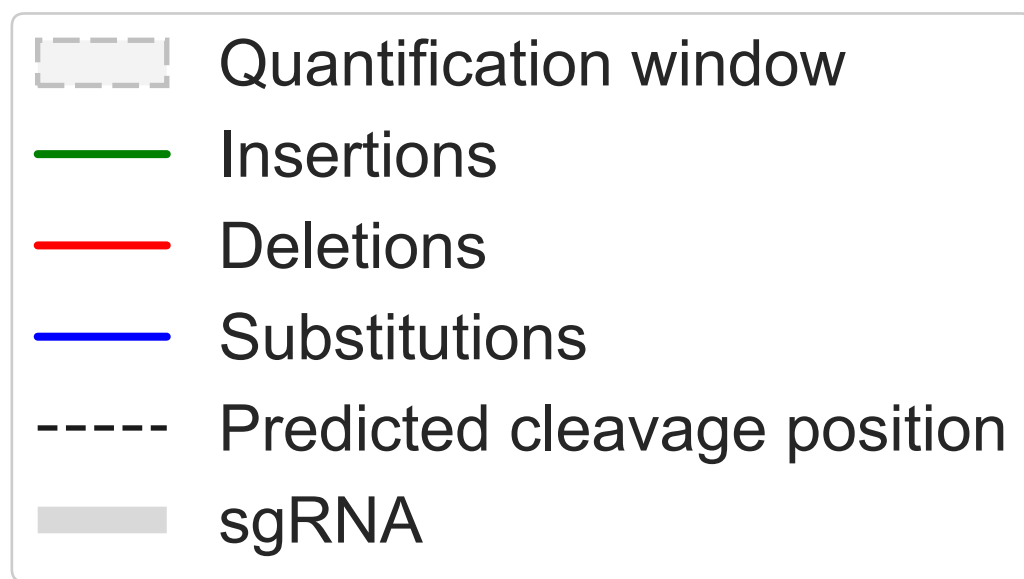 Quantification window
Insertions
Deletions
Substitutions
Predicted cleavage position
sgRNA